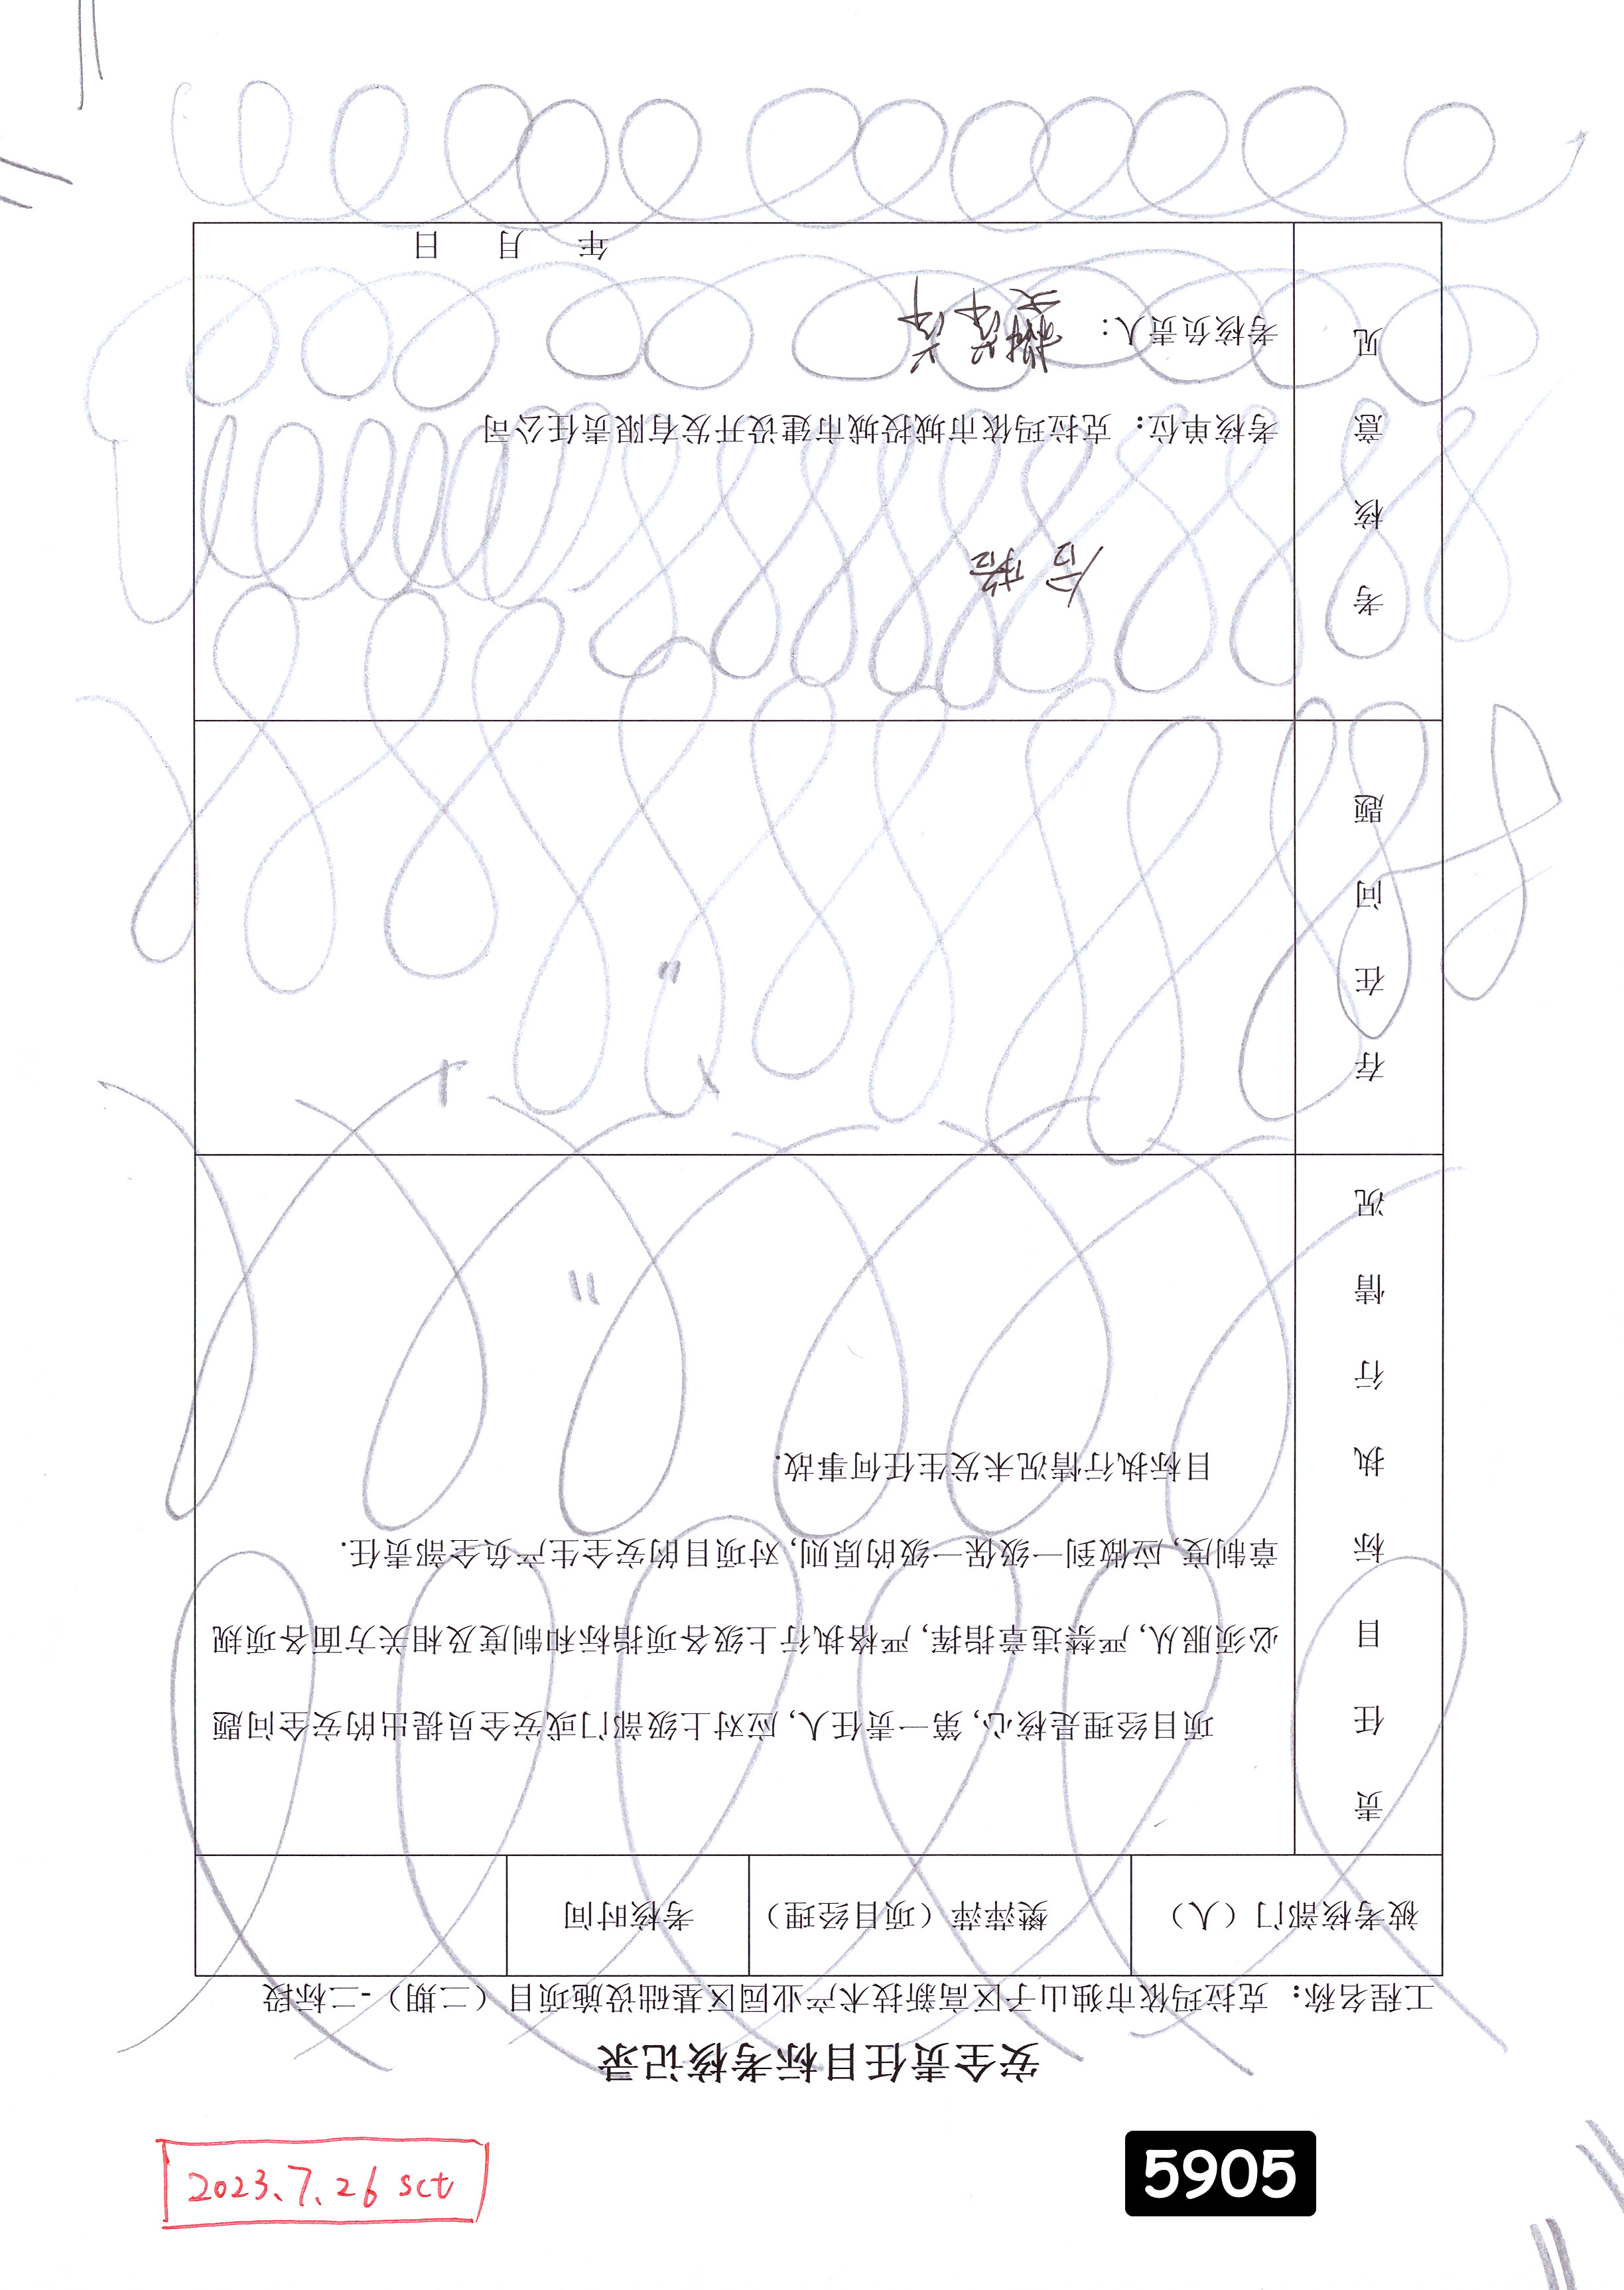 安全责任目标考核记录
工程名称：克拉玛依市独山子区高新技术产业园区基础设施项目（二期）-二标段
被考核部门（人） 樊萍萍（项目经理） 考核时间
责任目标执行情况
项目经理是核心,第一责任人,应对上级部门或安全员提出的安全问题
必须服从,严禁违章指挥,严格执行上级各项指标和制度及相关方面各项规
章制度,应做到一级保一级的原则,对项目的安全生产负全部责任.
目标执行情况未发生任何事故.
存在问题
考核意见
合格
考核单位：克拉玛依市城投城市建设开发有限责任公司
考核负责人：樊萍萍
年 月 日
2023.7.26 sct
5905